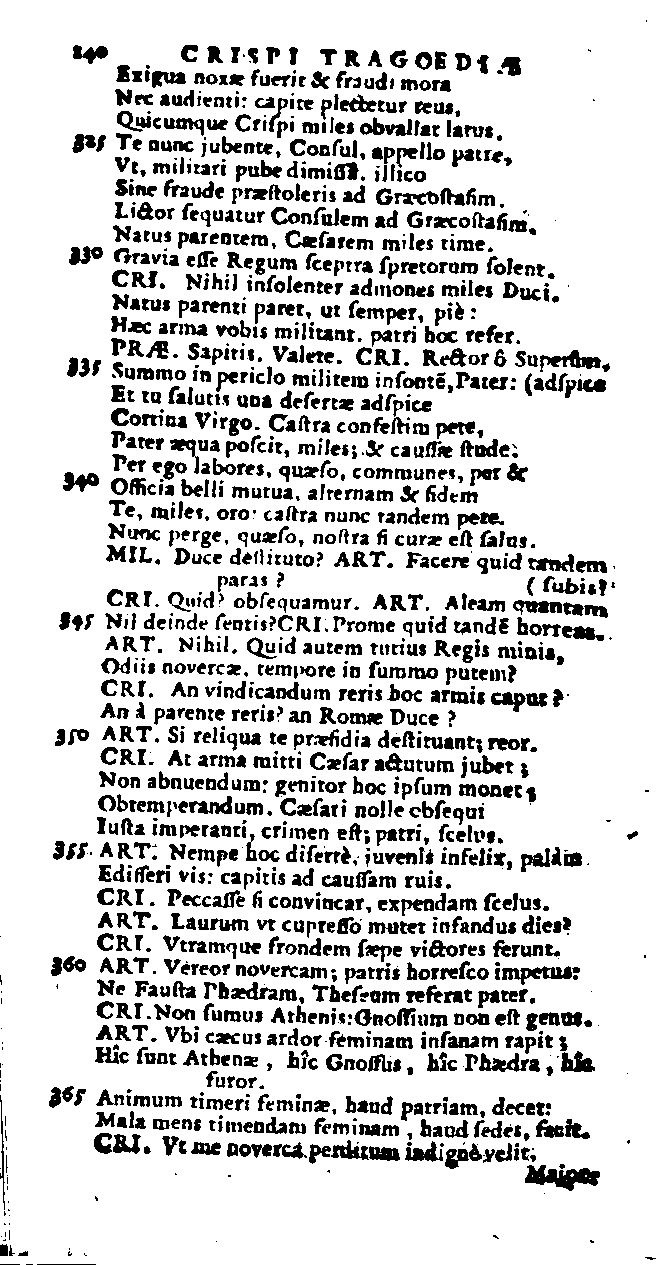 240 CRISPI TRAGOEDIÆ
Exigua noxæ fuerit & fraudi mora
Nec audienti: capite plectetur reus,
Quicumque Criſpi miles obvallat latus.
325 Te nunc jubente, Conſul, appello patre,
Vt, militari pube dimiſſâ, illico
Sine fraude præſtoleris ad Græcoſtaſim.
Lictor ſequatur Conſulem ad Græcoſtaſim.
Natus parentem, Cæſarem miles time.
330 Gravia eſſe Regum ſceptra ſpretorum ſolent.
CRI. Nihil inſolenter admones miles Duci.
Natus parenti paret, ut ſemper, piè:
Hæc arma vobis militant. patri hoc refer.
PRÆ. Sapitis. Valete. CRI. Rector ô Superûm,
335 Summo in periclo militem inſontē, Pater: (adſpice
Et tu ſalutis una deſertæ adſpice
Cortina Virgo. Caſtra confeſtim pete,
Pater æqua poſcit, miles; & cauſſæ ſtude:
Per ego labores, quæſo, communes, per &
340 Officia belli mutua, alternam & fidem
Te, miles, oro: caſtra nunc tandem pete.
Nunc perge, quæſo, noſtra ſi curæ eſt ſalus.
MIL. Duce deſtituto? ART. Facere quid tandem
paras? (ſubis?
CRI. Quid? obſequamur. ART. Aleam quantam
345 Nil deinde ſentis? CRI. Prome quid tandē horreas.
ART. Nihil. Quid autem tutius Regis minis,
Odiis novercæ, tempore in ſummo putem?
CRI. An vindicandum reris hoc armis caput?
An à parente reris? an Romæ Duce?
350 ART. Si reliqua te præſidia deſtituant; reor.
CRI. At arma mitti Cæſar actutum jubet;
Non abnuendum: genitor hoc ipſum monet;
Obtemperandum. Cæſari nolle obſequi
Iuſta imperanti, crimen eſt; patri, ſcelus.
355 ART. Nempe hoc diſertè, juvenis infelix, palàm
Ediſſeri vis: capitis ad cauſſam ruis.
CRI. Peccaſſe ſi convincar, expendam ſcelus.
ART. Laurum vt cupreſſo mutet infandus dies?
CRI. Vtramque frondem ſæpe victores ferunt.
360 ART. Vereor novercam; patris horreſco impetus:
Ne Fauſta Phædram, Theſeum referat pater.
CRI. Non ſumus Athenis: Gnoſſium non eſt genus.
ART. Vbi cæcus ardor feminam inſanam rapit;
Hîc ſunt Athenæ, hîc Gnoſſus, hîc Phædra, hîc
furor.
365 Animum timeri feminæ, haud patriam, decet:
Mala mens timendam feminam, haud ſedes, facit.
CRI. Vt me noverca perditum indignè velit;
Maior